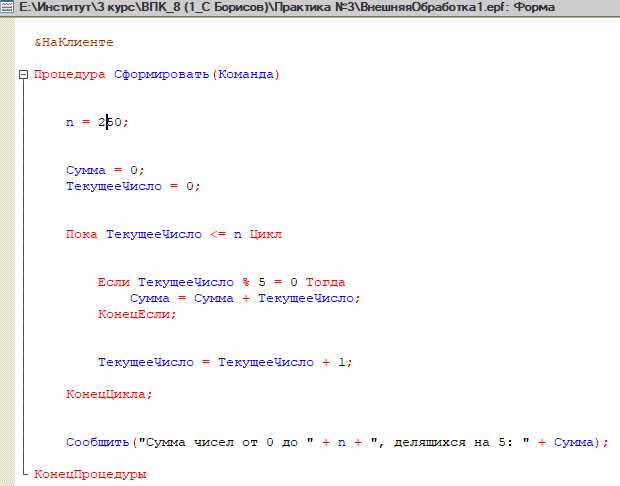 E:\Институт\3 курс\ВПК_8 (1_С Борисов)\Практика №3\ВнешняяОбработка1.epf: Форма
&НаКлиенте
Процедура Сформировать(Команда)
n = 250;
Сумма = 0;
ТекущееЧисло = 0;
Пока ТекущееЧисло <= n Цикл
Если ТекущееЧисло % 5 = 0 Тогда
Сумма = Сумма + ТекущееЧисло;
КонецЕсли;
ТекущееЧисло = ТекущееЧисло + 1;
КонецЦикла;
Сообщить("Сумма чисел от 0 до " + n + ", делящихся на 5: " + Сумма);
КонецПроцедуры